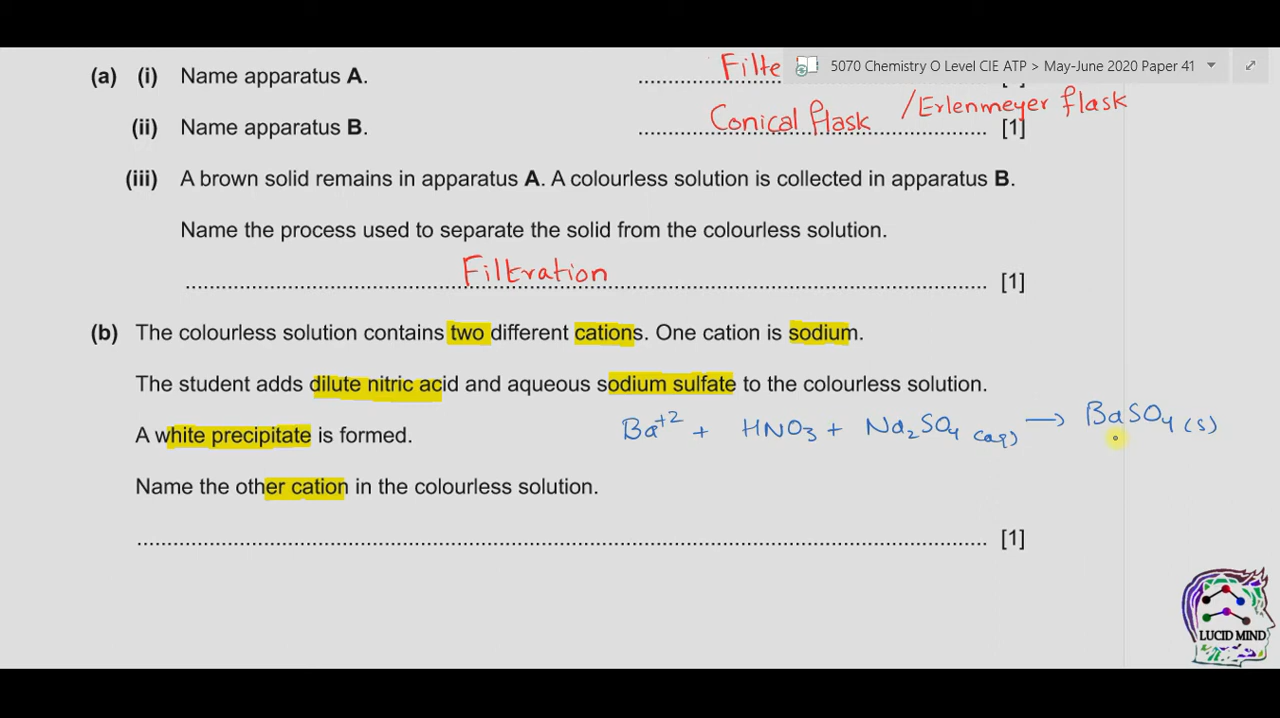 5070 Chemistry O Level CIE ATP > May-June 2020 Paper 41
(a) (i) Name apparatus A. Filte
(ii) Name apparatus B. Conical flask /Erlenmeyer flask [1]
(iii) A brown solid remains in apparatus A. A colourless solution is collected in apparatus B.
Name the process used to separate the solid from the colourless solution.
Filtration [1]
(b) The colourless solution contains two different cations. One cation is sodium.
The student adds dilute nitric acid and aqueous sodium sulfate to the colourless solution.
A white precipitate is formed.
Ba+2 + HNO3 + Na2SO4 (aq) → BaSO4 (s)
Name the other cation in the colourless solution.
[1]
LUCID MIND